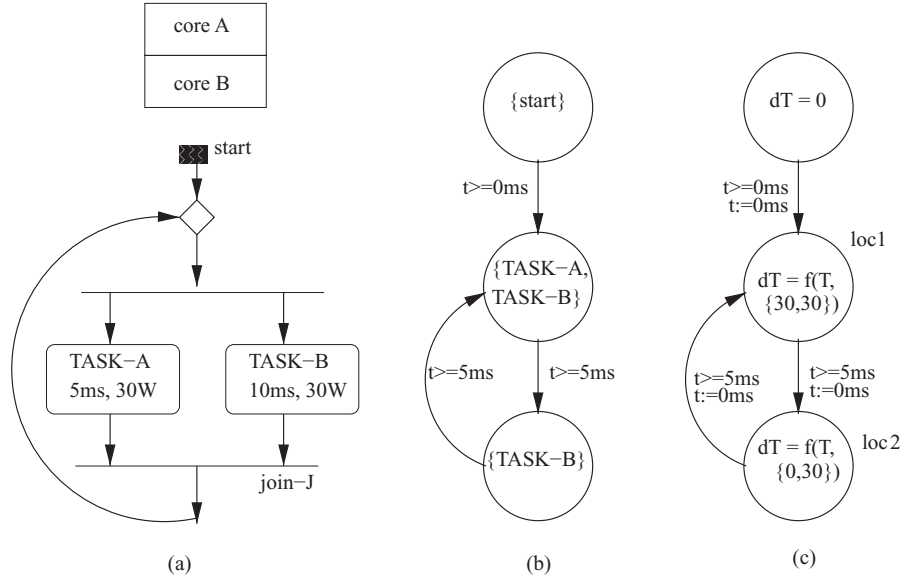 core A
core B
start
TASK−A
5ms, 30W
TASK−B
10ms, 30W
join−J
(a)
{start}
t>=0ms
{TASK−A,
TASK−B}
t>=5ms
t>=5ms
{TASK−B}
(b)
dT = 0
t>=0ms
t:=0ms
loc1
dT = f(T,
{30,30})
t>=5ms
t:=0ms
t>=5ms
t:=0ms
loc2
dT = f(T,
{0,30})
(c)